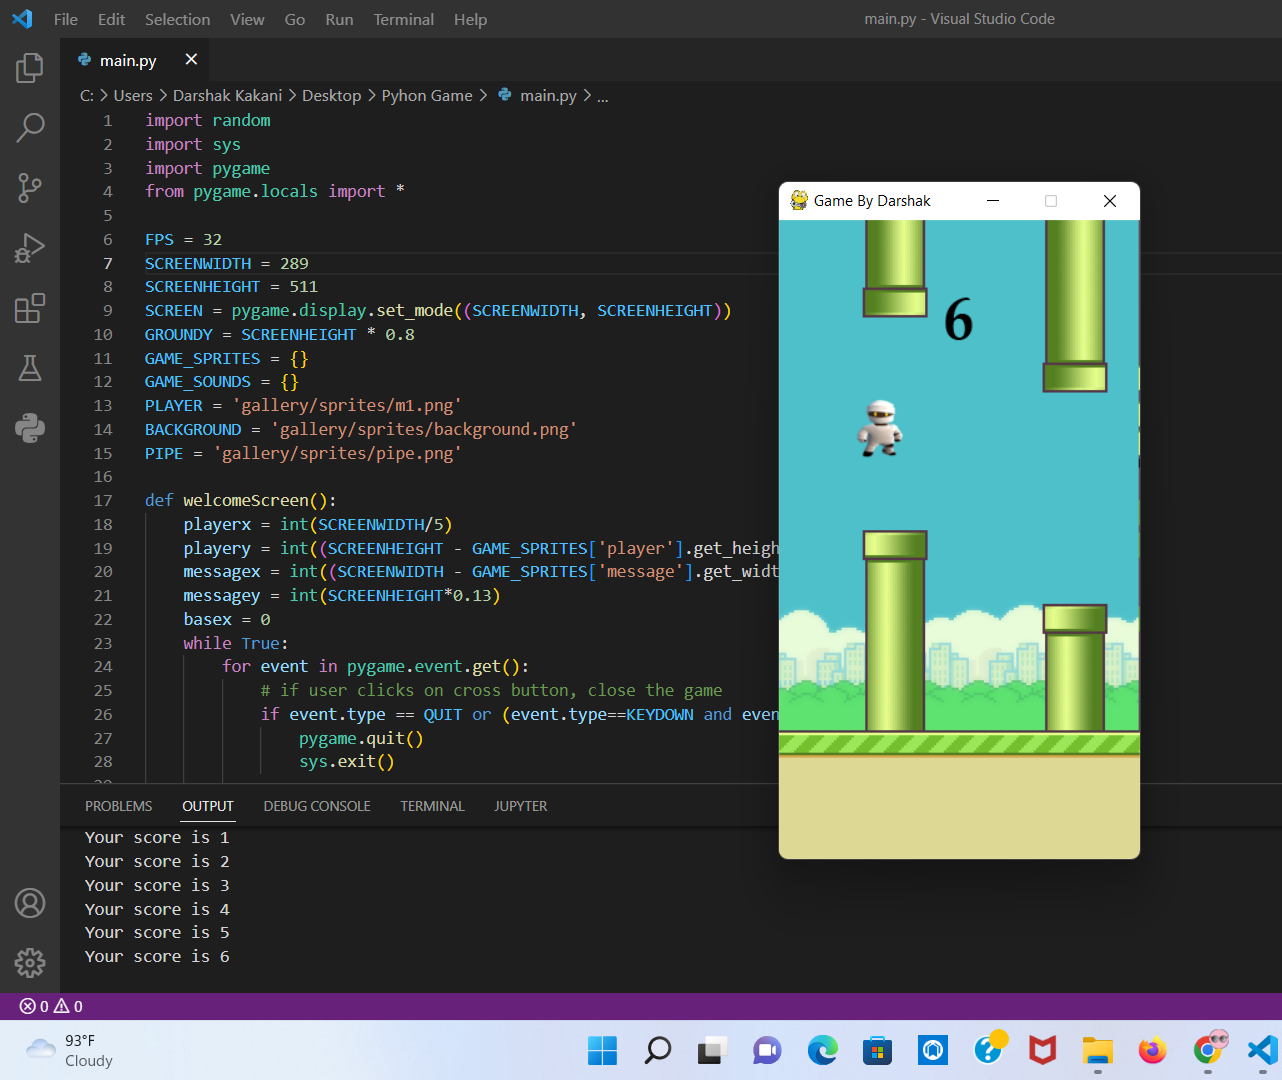 File Edit Selection View Go Run Terminal Help
main.py - Visual Studio Code
main.py
C: > Users > Darshak Kakani > Desktop > Pyhon Game > main.py > ...
1 import random
2 import sys
3 import pygame
4 from pygame.locals import *
5
6 FPS = 32
7 SCREENWIDTH = 289
8 SCREENHEIGHT = 511
9 SCREEN = pygame.display.set_mode((SCREENWIDTH, SCREENHEIGHT))
10 GROUNDY = SCREENHEIGHT * 0.8
11 GAME_SPRITES = {}
12 GAME_SOUNDS = {}
13 PLAYER = 'gallery/sprites/m1.png'
14 BACKGROUND = 'gallery/sprites/background.png'
15 PIPE = 'gallery/sprites/pipe.png'
16
17 def welcomeScreen():
18 playerx = int(SCREENWIDTH/5)
19 playery = int((SCREENHEIGHT - GAME_SPRITES['player'].get_heigh
20 messagex = int((SCREENWIDTH - GAME_SPRITES['message'].get_widt
21 messagey = int(SCREENHEIGHT*0.13)
22 basex = 0
23 while True:
24 for event in pygame.event.get():
25 # if user clicks on cross button, close the game
26 if event.type == QUIT or (event.type==KEYDOWN and even
27 pygame.quit()
28 sys.exit()
Game By Darshak
6
PROBLEMS OUTPUT DEBUG CONSOLE TERMINAL JUPYTER
Your score is 1
Your score is 2
Your score is 3
Your score is 4
Your score is 5
Your score is 6
0 0
93°F
Cloudy